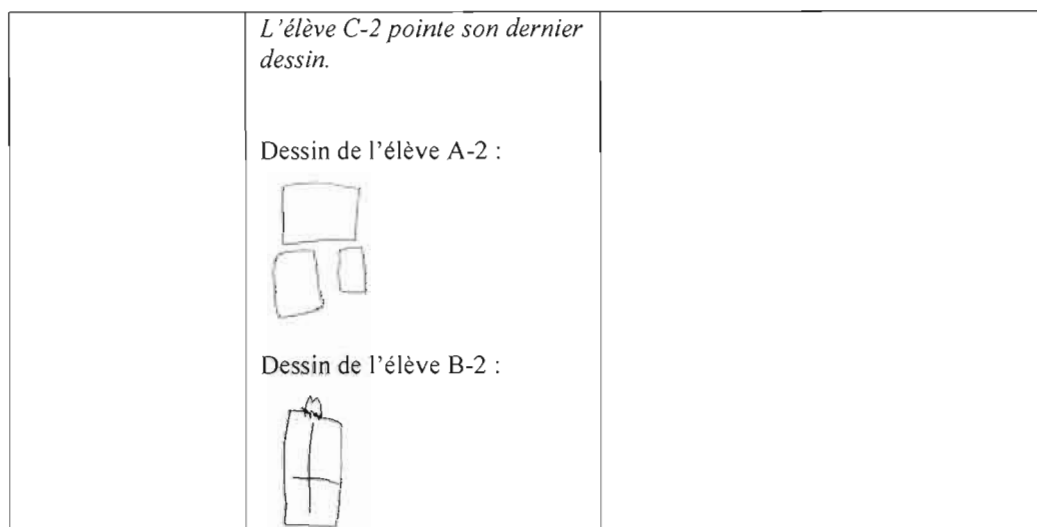 L'élève C-2 pointe son dernier
dessin.
Dessin de l'élève A-2 :
Dessin de l'élève B-2 :